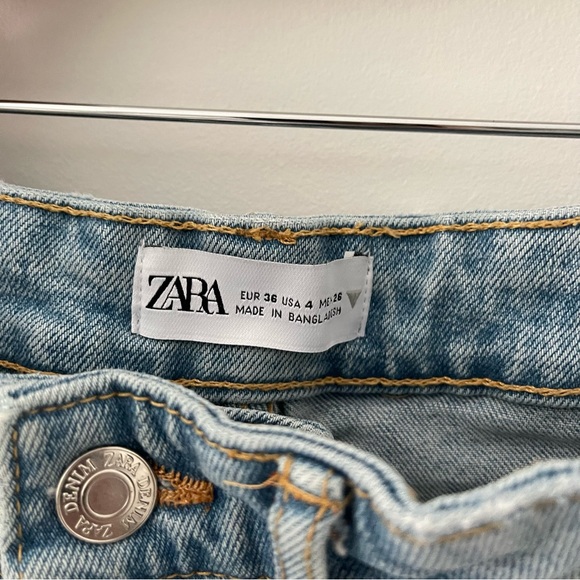 ZARA
EUR 36 USA 4 MEX 26
MADE IN BANGLADESH
ZARA DENIM ZARA DENIM